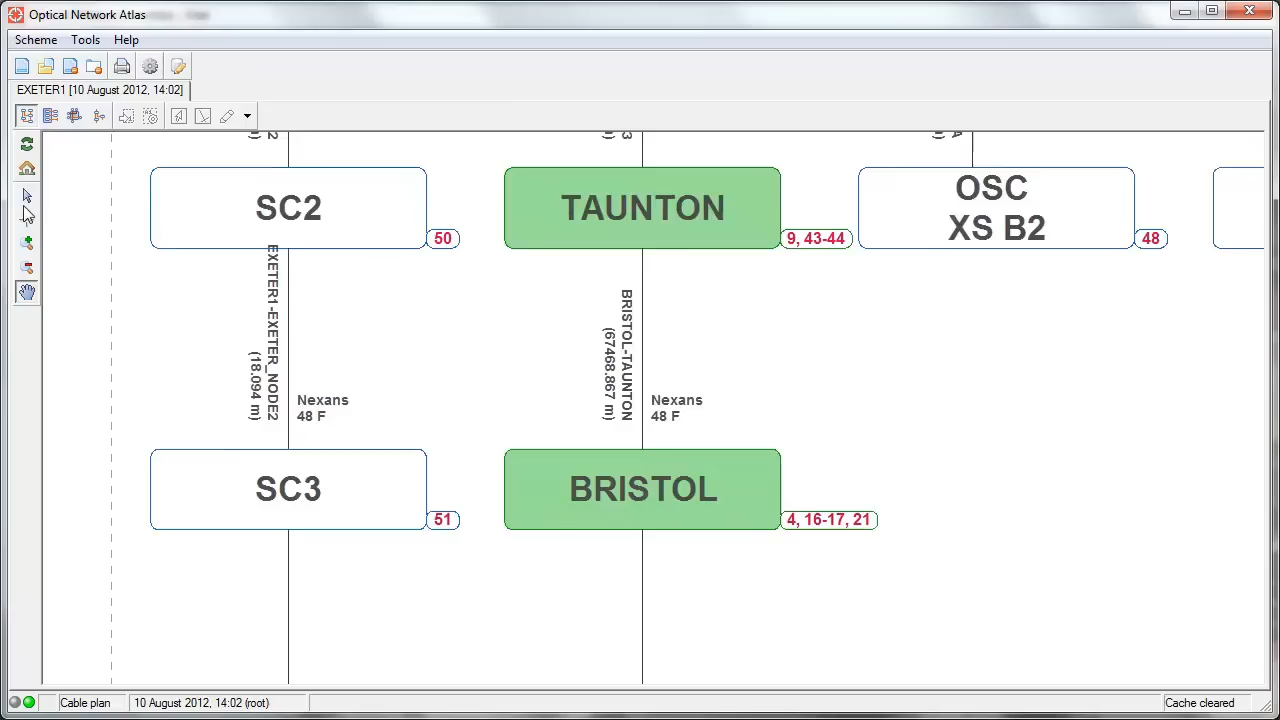 Optical Network Atlas
Scheme Tools Help
EXETER1 [10 August 2012, 14:02]
2
3
A
SC2
50
TAUNTON
9, 43-44
OSC
XS B2
48
EXETER1-EXETER_NODE2
(18.094 m)
Nexans
48 F
BRISTOL-TAUNTON
(67468.867 m)
Nexans
48 F
SC3
51
BRISTOL
4, 16-17, 21
Cable plan
10 August 2012, 14:02 (root)
Cache cleared